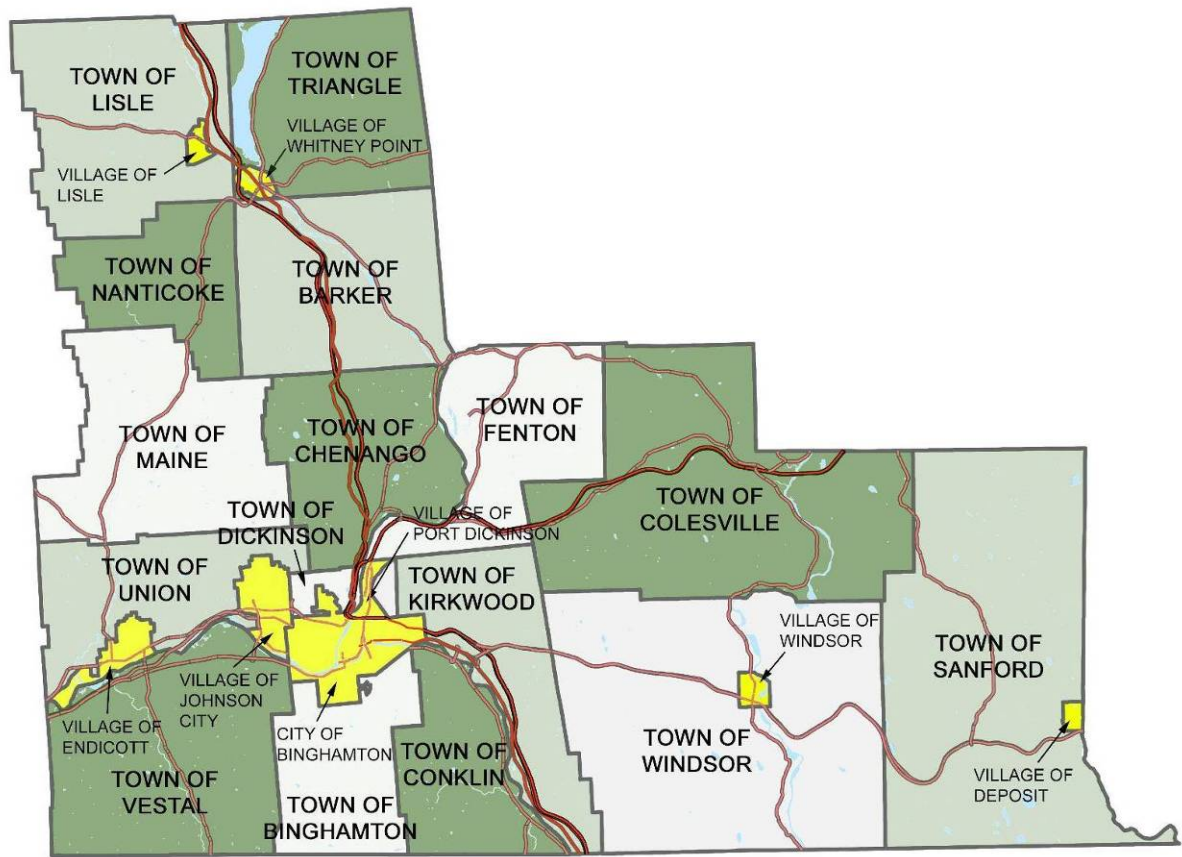 TOWN OF
LISLE
TOWN OF
TRIANGLE
VILLAGE OF
WHITNEY POINT
VILLAGE OF
LISLE
TOWN OF
NANTICOKE
TOWN OF
BARKER
TOWN OF
MAINE
TOWN OF
CHENANGO
TOWN OF
FENTON
TOWN OF
DICKINSON
VILLAGE OF
PORT DICKINSON
TOWN OF
COLESVILLE
TOWN OF
UNION
TOWN OF
KIRKWOOD
VILLAGE OF
WINDSOR
TOWN OF
SANFORD
VILLAGE OF
JOHNSON
CITY
VILLAGE OF
ENDICOTT
CITY OF
BINGHAMTON
TOWN OF
VESTAL
TOWN OF
BINGHAMTON
TOWN OF
CONKLIN
TOWN OF
WINDSOR
VILLAGE OF
DEPOSIT